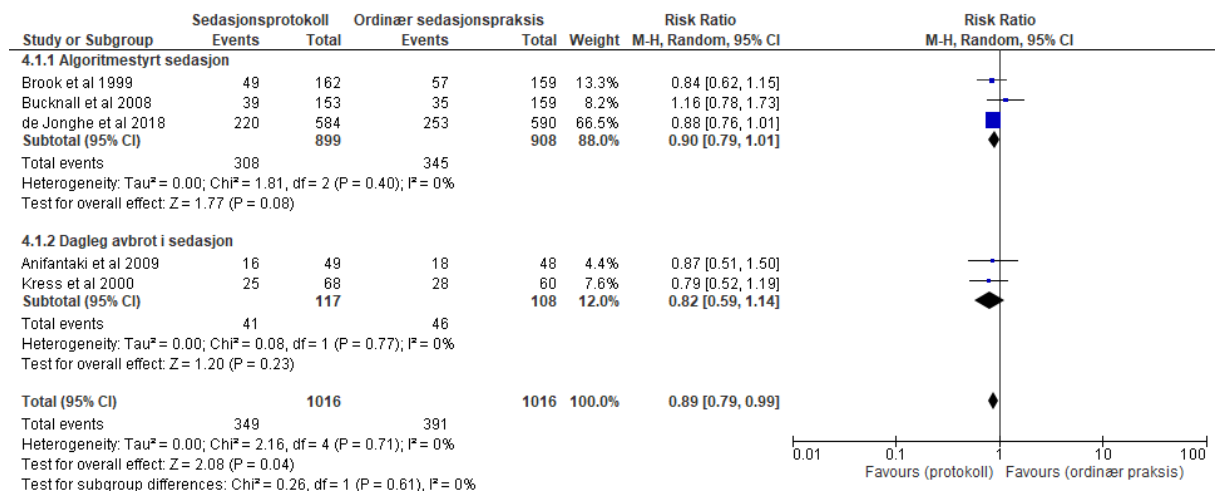 Sedasjonsprotokoll Ordinær sedasjonspraksis Risk Ratio Risk Ratio
Study or Subgroup Events Total Events Total Weight M-H, Random, 95% CI M-H, Random, 95% CI
4.1.1 Algoritmestyrt sedasjon
Brook et al 1999 49 162 57 159 13.3% 0.84 [0.62, 1.15]
Bucknall et al 2008 39 153 35 159 8.2% 1.16 [0.78, 1.73]
de Jonghe et al 2018 220 584 253 590 66.5% 0.88 [0.76, 1.01]
Subtotal (95% CI) 899 908 88.0% 0.90 [0.79, 1.01]
Total events 308 345
Heterogeneity: Tau² = 0.00; Chi² = 1.81, df = 2 (P = 0.40); I² = 0%
Test for overall effect: Z = 1.77 (P = 0.08)
4.1.2 Dagleg avbrot i sedasjon
Anifantaki et al 2009 16 49 18 48 4.4% 0.87 [0.51, 1.50]
Kress et al 2000 25 68 28 60 7.6% 0.79 [0.52, 1.19]
Subtotal (95% CI) 117 108 12.0% 0.82 [0.59, 1.14]
Total events 41 46
Heterogeneity: Tau² = 0.00; Chi² = 0.08, df = 1 (P = 0.77); I² = 0%
Test for overall effect: Z = 1.20 (P = 0.23)
Total (95% CI) 1016 1016 100.0% 0.89 [0.79, 0.99]
Total events 349 391
Heterogeneity: Tau² = 0.00; Chi² = 2.16, df = 4 (P = 0.71); I² = 0%
Test for overall effect: Z = 2.08 (P = 0.04)
Test for subgroup differences: Chi² = 0.26, df = 1 (P = 0.61), I² = 0%
0.01 0.1 1 10 100
Favours (protokoll) Favours (ordinær praksis)